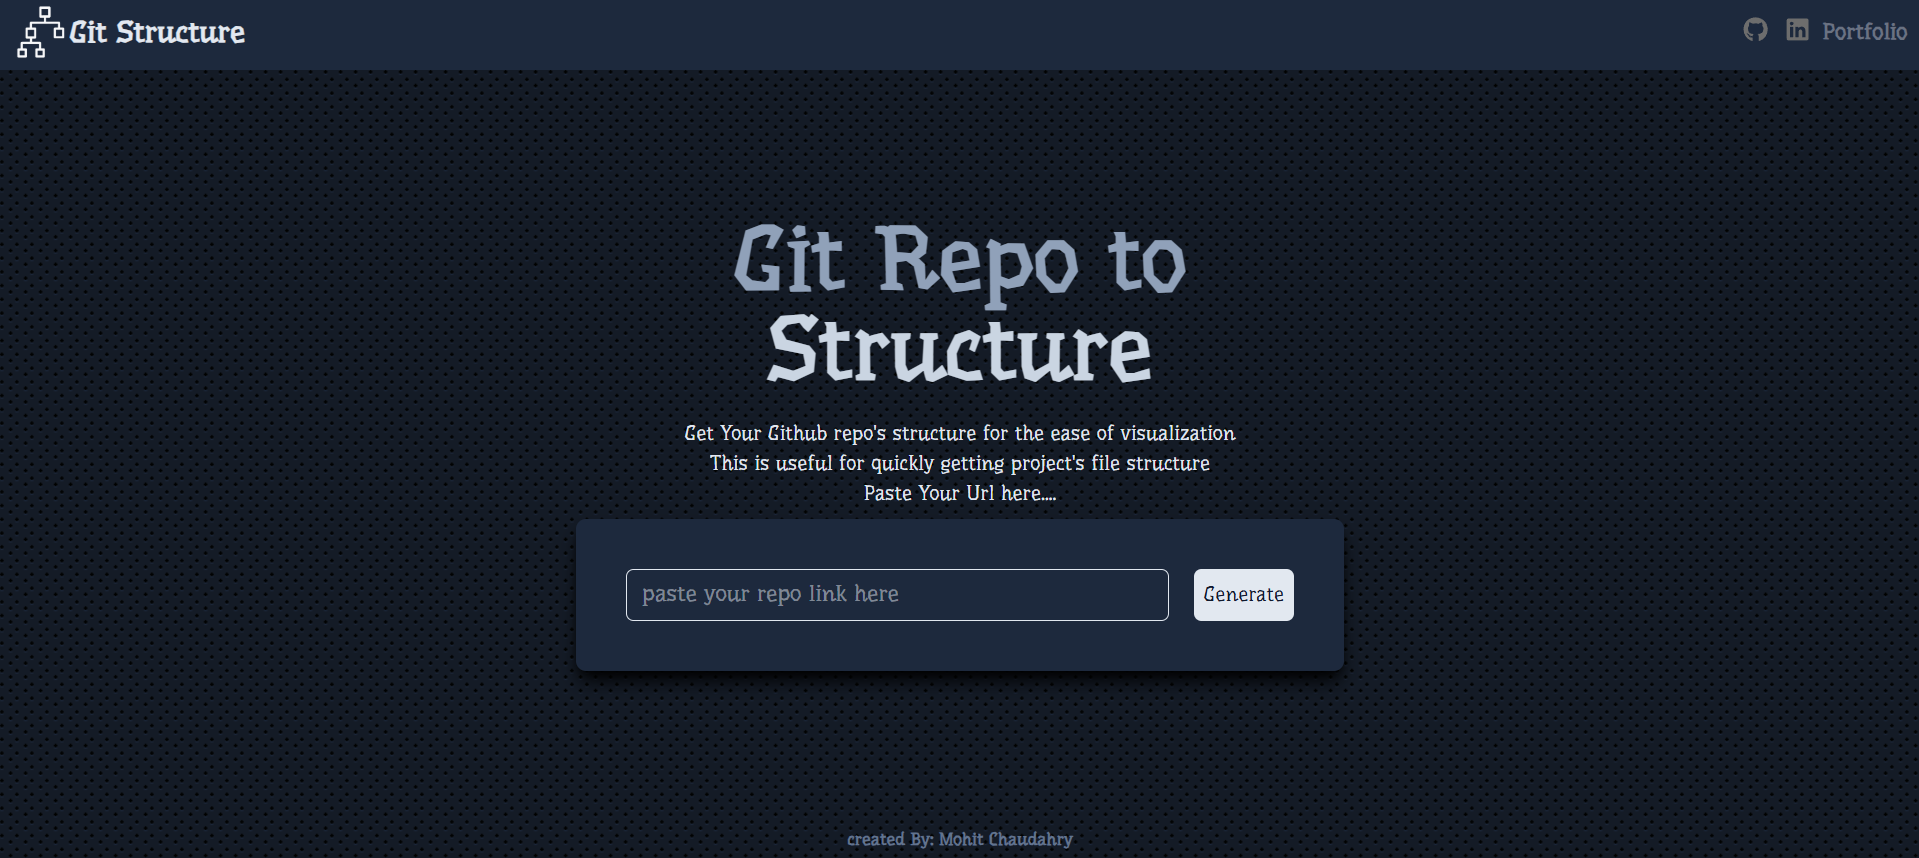 Git Structure
Portfolio
Git Repo to
Structure
Get Your Github repo's structure for the ease of visualization
This is useful for quickly getting project's file structure
Paste Your Url here....
paste your repo link here
Generate
created By: Mohit Chaudahry